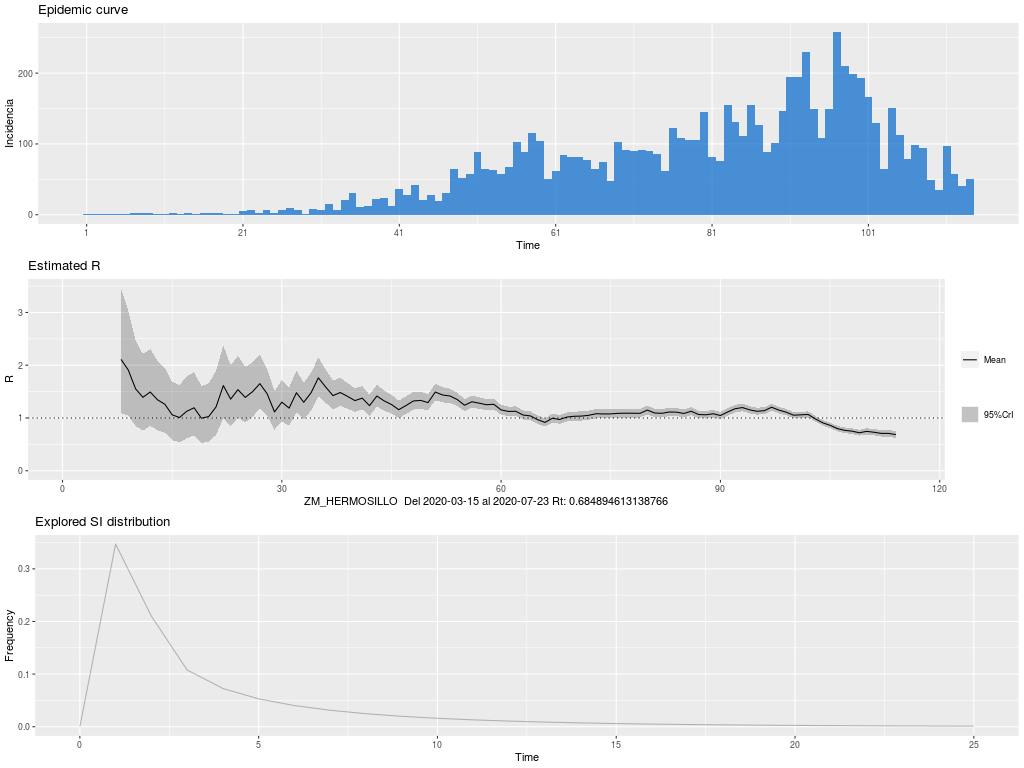 Epidemic curve
Incidencia
200
100
0
1 21 41 61 81 101
Time
Estimated R
R
3
2
1
0
0 30 60 90 120
ZM_HERMOSILLO Del 2020-03-15 al 2020-07-23 Rt: 0.684894613138766
Mean
95%CrI
Explored SI distribution
Frequency
0.3
0.2
0.1
0.0
0 5 10 15 20 25
Time